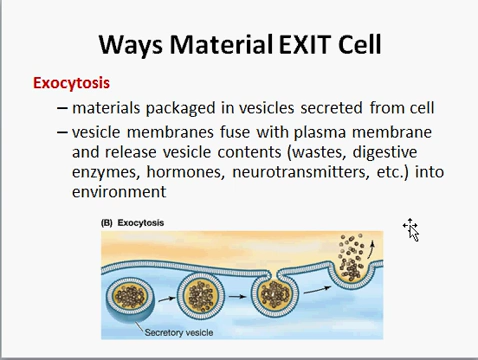 Ways Material EXIT Cell
Exocytosis
– materials packaged in vesicles secreted from cell
– vesicle membranes fuse with plasma membrane
and release vesicle contents (wastes, digestive
enzymes, hormones, neurotransmitters, etc.) into
environment
(B) Exocytosis
Secretory vesicle